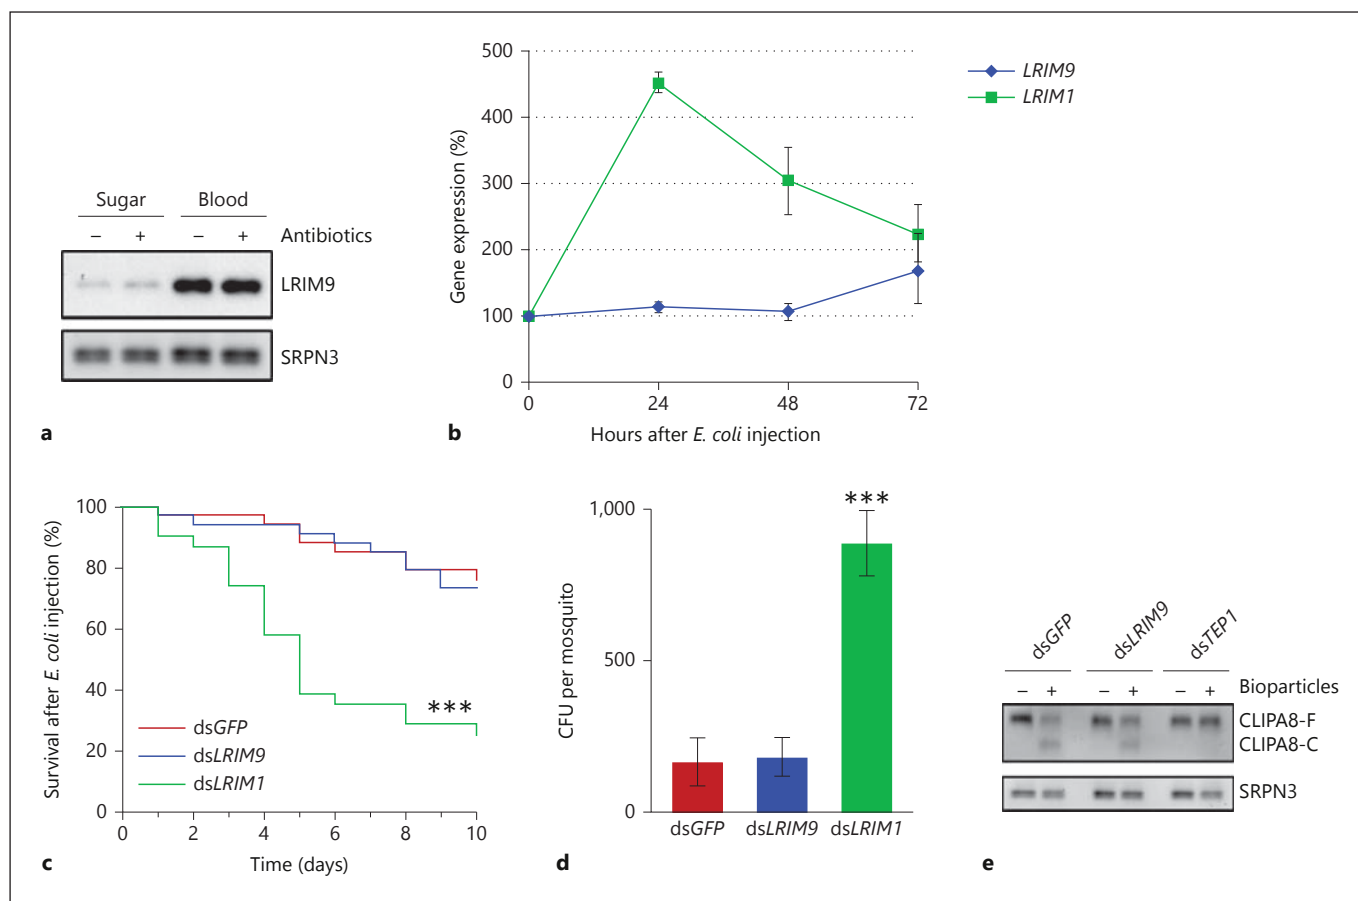 Sugar Blood
– + – + Antibiotics
LRIM9
SRPN3
a
500
400
300
200
100
0
Gene expression (%)
0 24 48 72
Hours after E. coli injection
LRIM9
LRIM1
b
100
80
60
40
20
0
Survival after E. coli injection (%)
***
dsGFP
dsLRIM9
dsLRIM1
0 2 4 6 8 10
Time (days)
c
1,000
500
0
CFU per mosquito
***
dsGFP dsLRIM9 dsLRIM1
d
dsGFP dsLRIM9 dsTEP1
– + – + – + Bioparticles
CLIPA8-F
CLIPA8-C
SRPN3
e